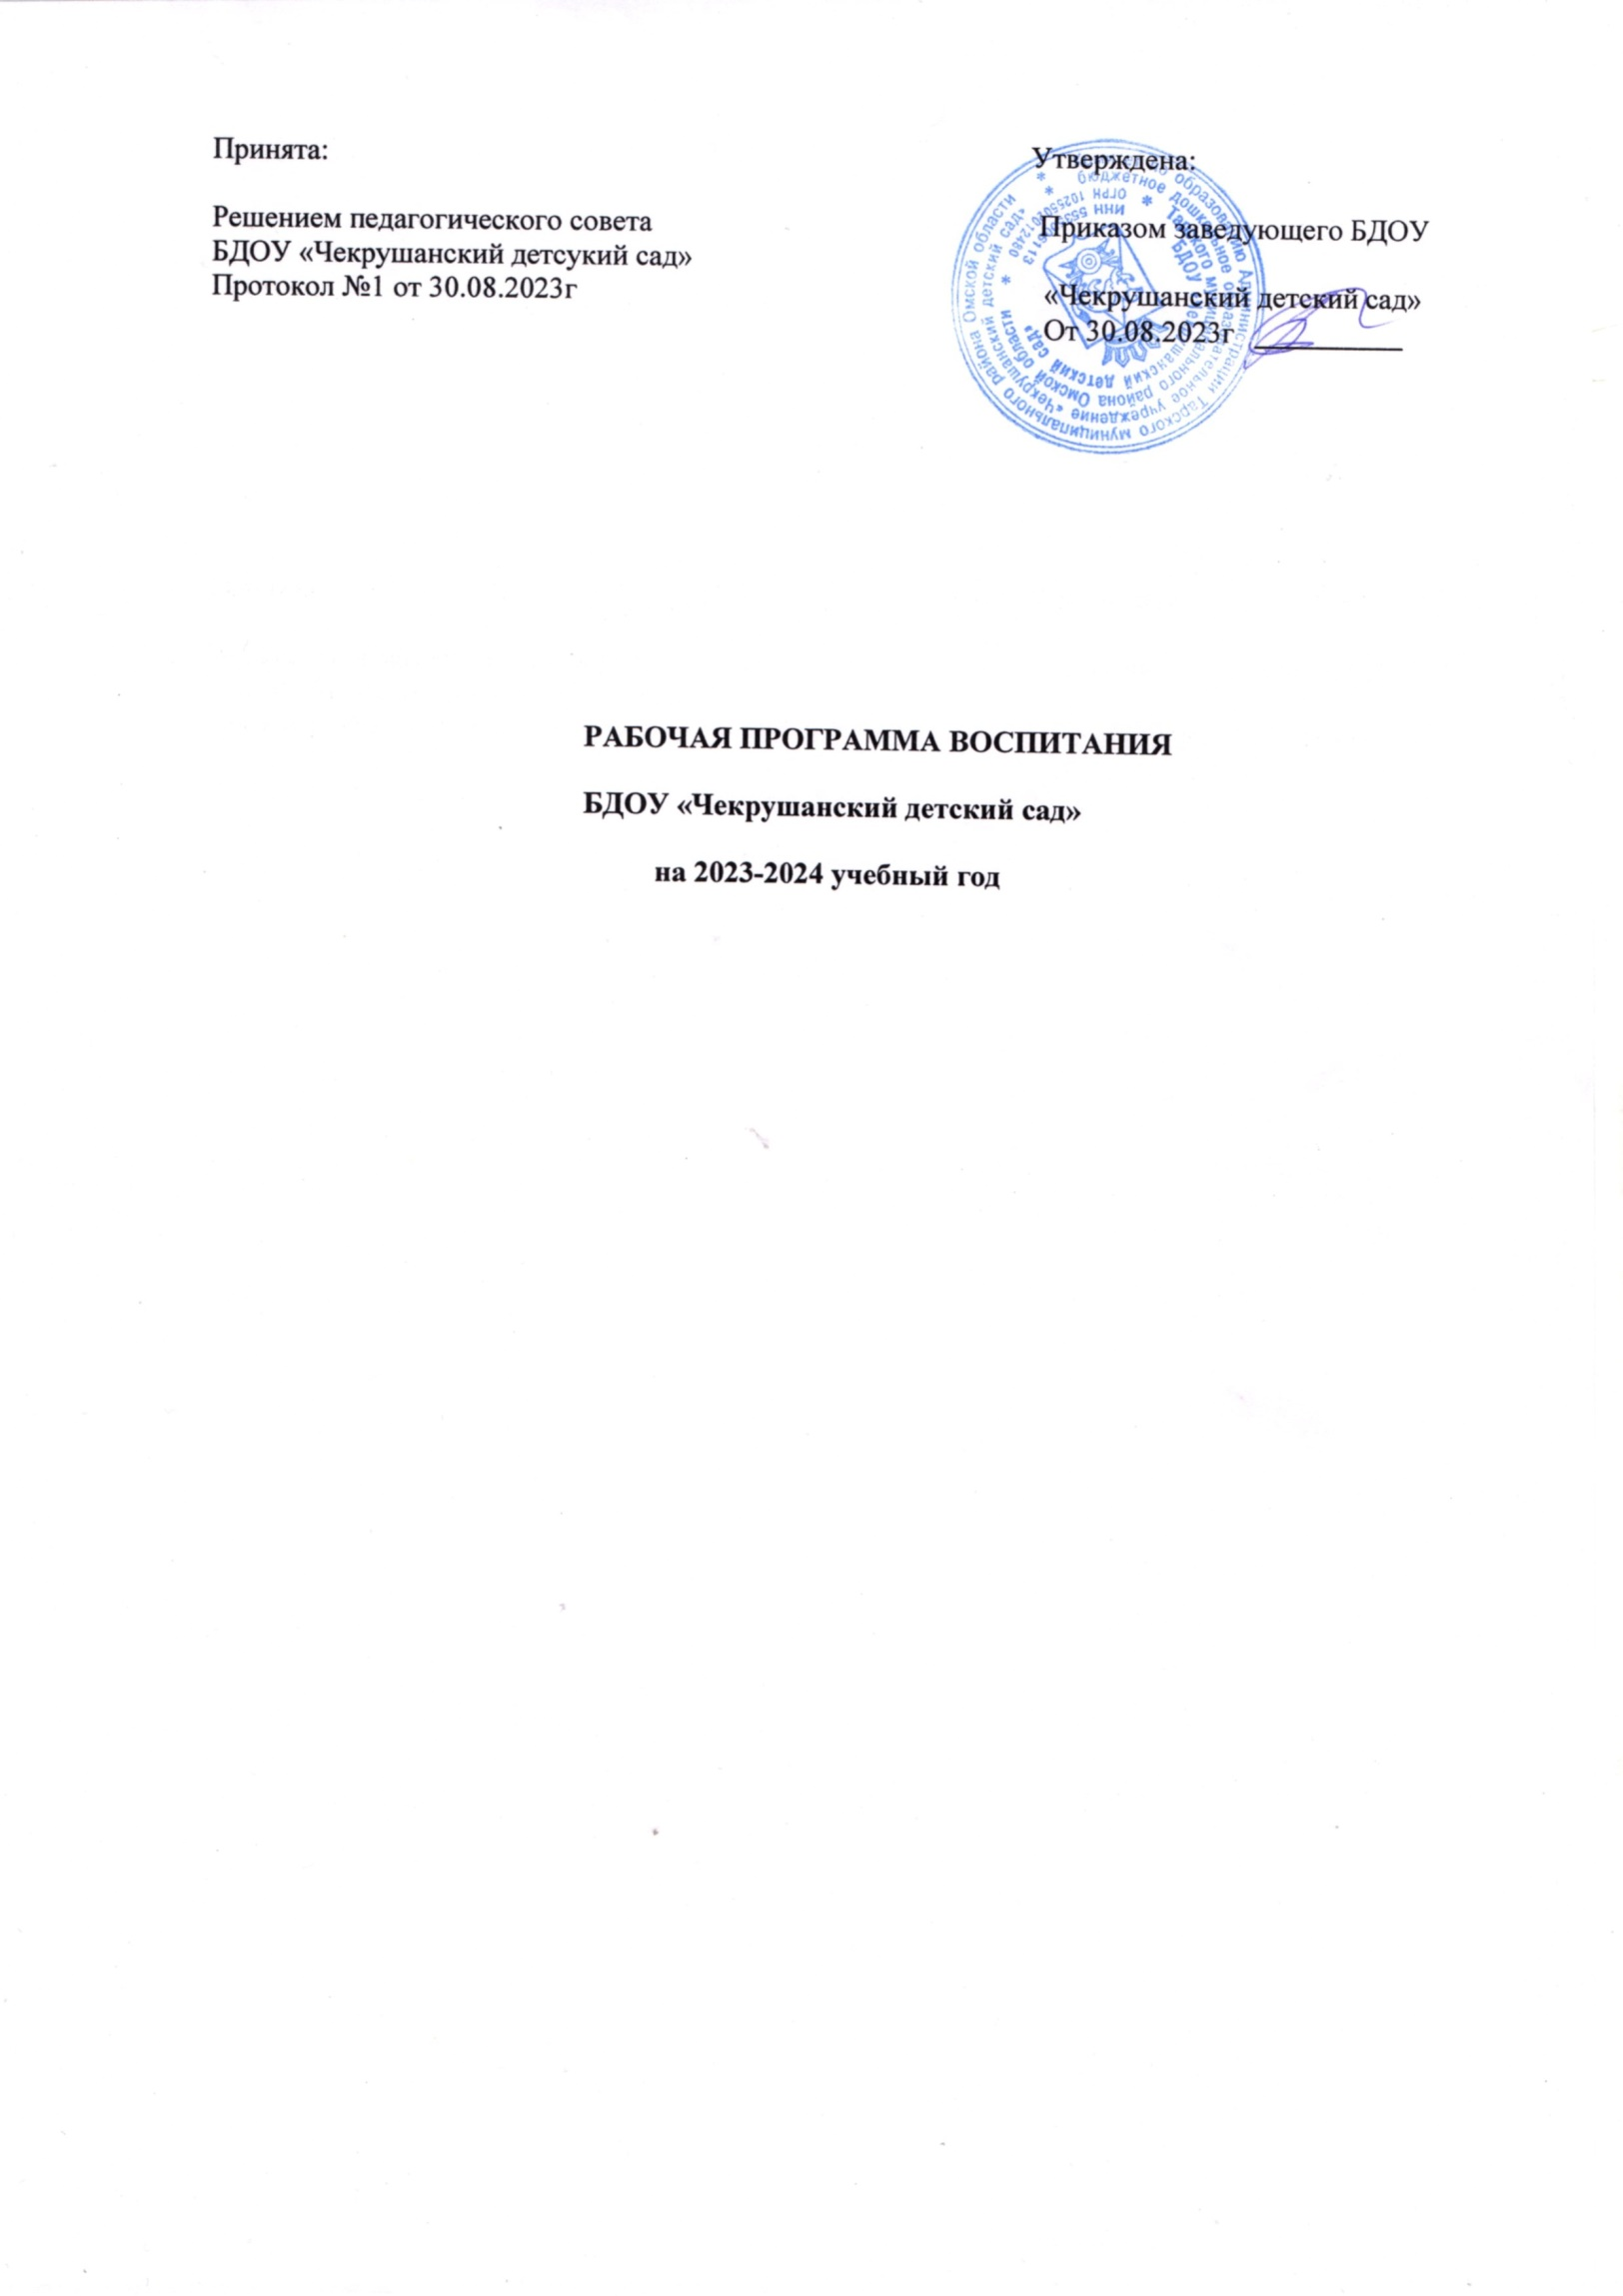 Принята:
Решением педагогического совета
БДОУ «Чекрушанский детсукий сад»
Протокол №1 от 30.08.2023г
Утверждена:
Приказом заведующего БДОУ
«Чекрушанский детский сад»
От 30.08.2023г
РАБОЧАЯ ПРОГРАММА ВОСПИТАНИЯ
БДОУ «Чекрушанский детский сад»
на 2023-2024 учебный год